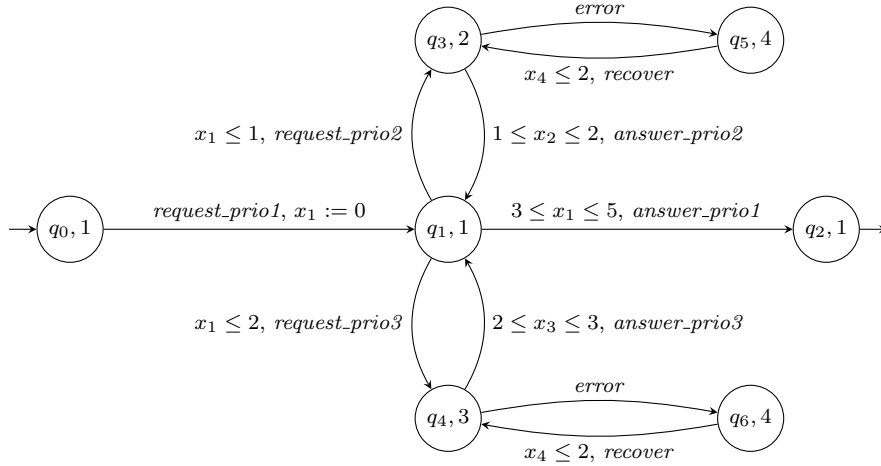 error
q3, 2
q5, 4
x4 ≤ 2, recover
x1 ≤ 1, request_prio2
1 ≤ x2 ≤ 2, answer_prio2
request_prio1, x1 := 0
3 ≤ x1 ≤ 5, answer_prio1
q0, 1
q1, 1
q2, 1
x1 ≤ 2, request_prio3
2 ≤ x3 ≤ 3, answer_prio3
error
q4, 3
q6, 4
x4 ≤ 2, recover